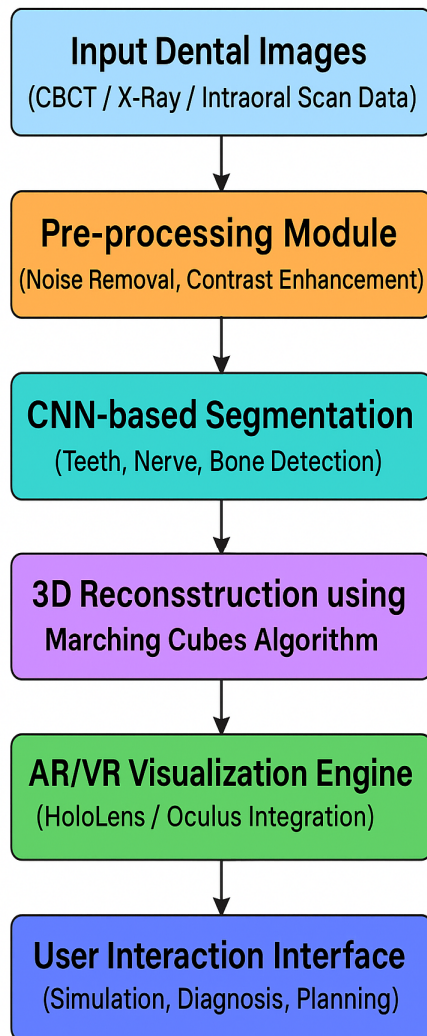 Input Dental Images
(CBCT / X-Ray / Intraoral Scan Data)
Pre-processing Module
(Noise Removal, Contrast Enhancement)
CNN-based Segmentation
(Teeth, Nerve, Bone Detection)
3D Reconsstruction using
Marching Cubes Algorithm
AR/VR Visualization Engine
(HoloLens / Oculus Integration)
User Interaction Interface
(Simulation, Diagnosis, Planning)